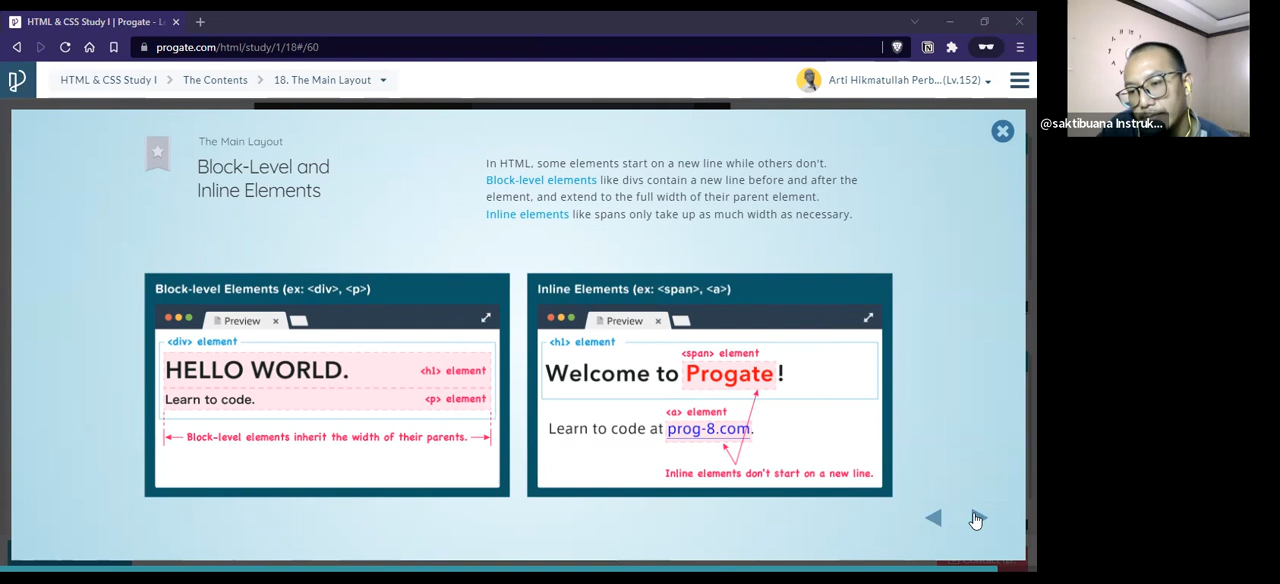 HTML & CSS Study I | Progate - L
progate.com/html/study/1/18#/60
HTML & CSS Study I
The Contents
18. The Main Layout
Arti Hikmatullah Perb...(Lv.152)
@saktibuana Instruk...
The Main Layout
Block-Level and
Inline Elements
In HTML, some elements start on a new line while others don't.
Block-level elements like divs contain a new line before and after the
element, and extend to the full width of their parent element.
Inline elements like spans only take up as much width as necessary.
Block-level Elements (ex: <div>, <p>)
Preview
<div> element
HELLO WORLD.
<h1> element
Learn to code.
<p> element
Block-level elements inherit the width of their parents.
Inline Elements (ex: <span>, <a>)
Preview
<h1> element
<span> element
Welcome to Progate!
<a> element
Learn to code at prog-8.com.
Inline elements don't start on a new line.